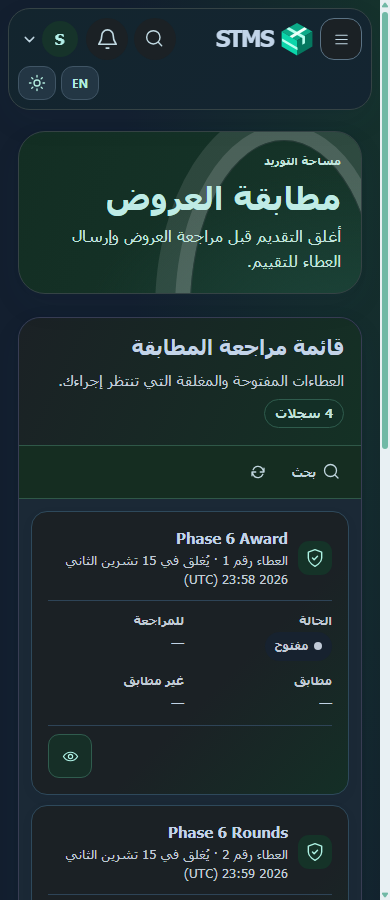 STMS
S
EN
مساحة التوريد
مطابقة العروض
أغلق التقديم قبل مراجعة العروض وإرسال
العطاء للتقييم.
قائمة مراجعة المطابقة
العطاءات المفتوحة والمغلقة التي تنتظر إجراءك.
4 سجلات
بحث
Phase 6 Award
العطاء رقم 1 · يُغلق في 15 تشرين الثاني
2026 23:58 (UTC)
الحالة
للمراجعة
مفتوح
—
مطابق
غير مطابق
—
—
Phase 6 Rounds
العطاء رقم 2 · يُغلق في 15 تشرين الثاني
2026 23:59 (UTC)